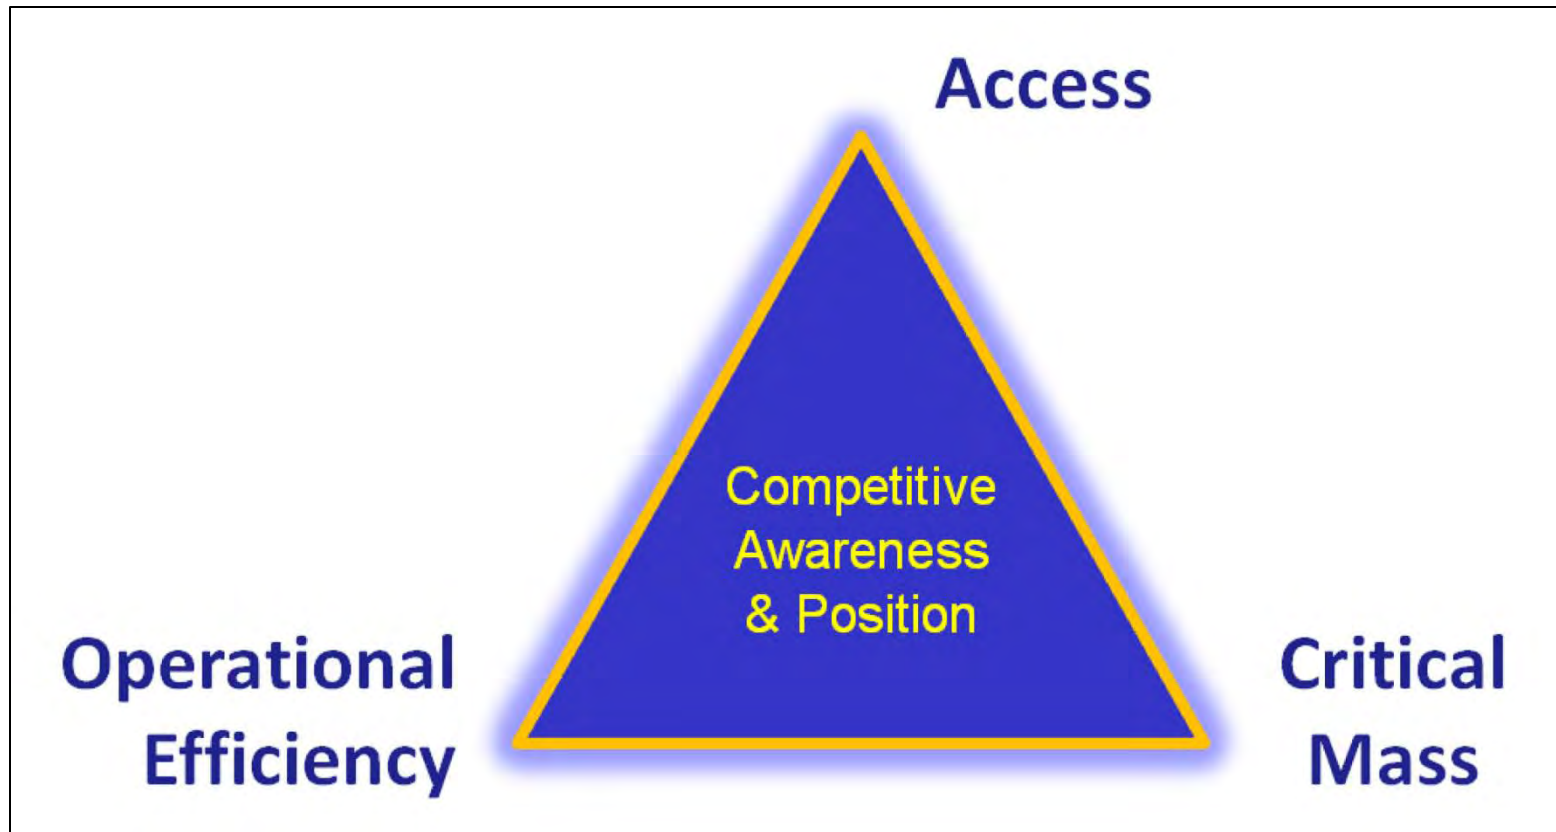 Access
Competitive
Awareness
& Position
Operational
Efficiency
Critical
Mass